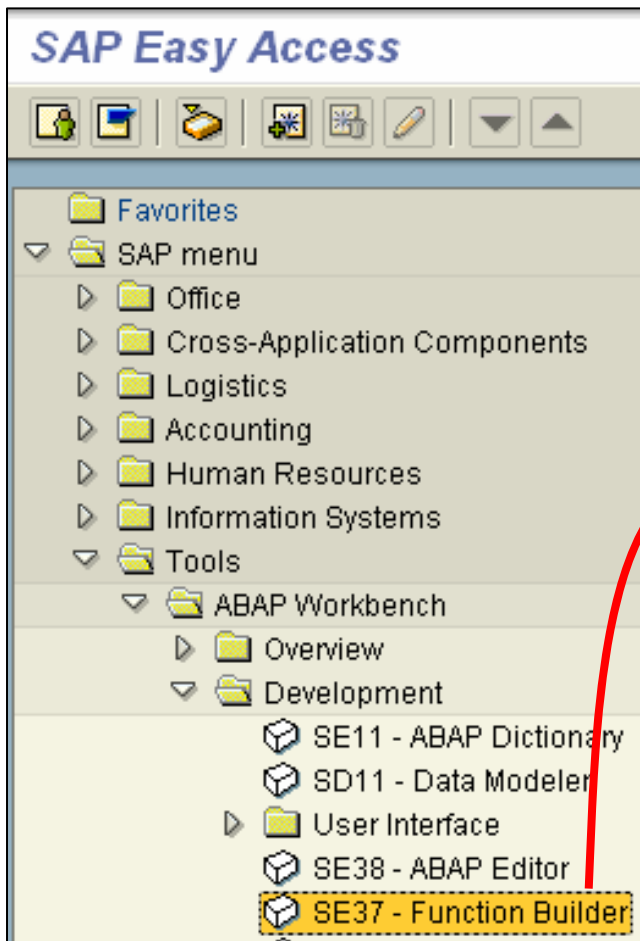 SAP Easy Access
Favorites
SAP menu
Office
Cross-Application Components
Logistics
Accounting
Human Resources
Information Systems
Tools
ABAP Workbench
Overview
Development
SE11 - ABAP Dictionary
SD11 - Data Modeler
User Interface
SE38 - ABAP Editor
SE37 - Function Builder